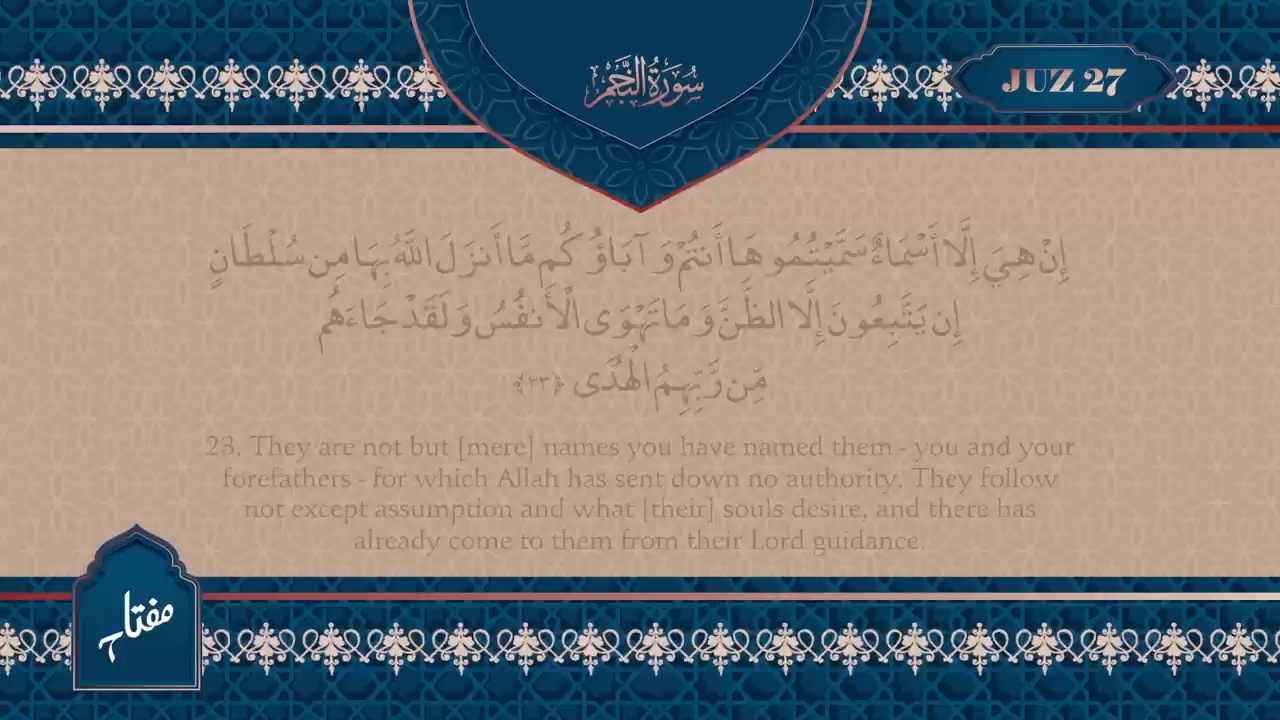 سُورَةُ النَّجْمِ
JUZ 27
إِنْ هِيَ إِلَّا أَسْمَاءٌ سَمَّيْتُمُوهَا أَنتُمْ وَآبَاؤُكُم مَّا أَنزَلَ اللَّهُ بِهَا مِن سُلْطَانٍ
إِن يَتَّبِعُونَ إِلَّا الظَّنَّ وَمَا تَهْوَى الْأَنفُسُ وَلَقَدْ جَاءَهُم
مِّن رَّبِّهِمُ الْهُدَى ﴿٢٣﴾
23. They are not but [mere] names you have named them - you and your
forefathers - for which Allah has sent down no authority. They follow
not except assumption and what [their] souls desire, and there has
already come to them from their Lord guidance.
مفتاح